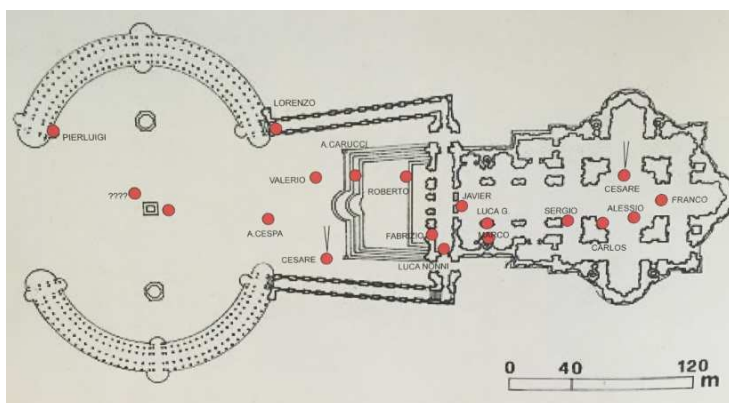 LORENZO
PIERLUIGI
A.CARUCCI
VALERIO
ROBERTO
CESARE
????
JAVIER
FRANCO
LUCA G.
SERGIO
ALESSIO
A.CESPA
FABRIZIO
MARCO
CARLOS
CESARE
LUCA NONNI
0 40 120
m